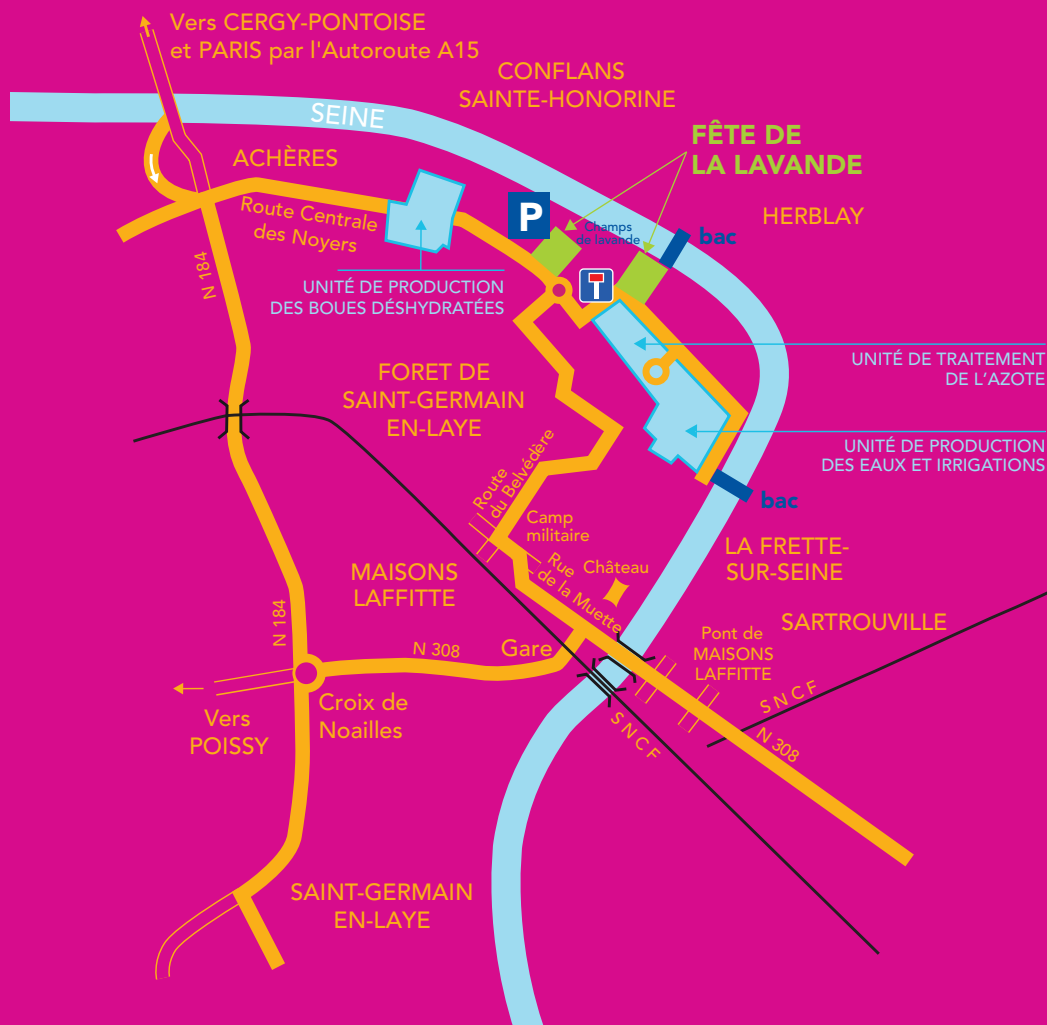 Vers CERGY-PONTOISE
et PARIS par l'Autoroute A15
CONFLANS
SAINTE-HONORINE
SEINE
FÊTE DE
LA LAVANDE
ACHÈRES
HERBLAY
Route Centrale
des Noyers
P
Champs
de lavande
bac
N 184
UNITÉ DE PRODUCTION
DES BOUES DÉSHYDRATÉES
UNITÉ DE TRAITEMENT
DE L'AZOTE
FORET DE
SAINT-GERMAIN
EN-LAYE
UNITÉ DE PRODUCTION
DES EAUX ET IRRIGATIONS
Route
du Belvédère
bac
Camp
militaire
LA FRETTE-
SUR-SEINE
Rue
de la Muette
Château
MAISONS
LAFFITTE
N 184
SARTROUVILLE
Pont de
MAISONS
LAFFITTE
N 308
Gare
SNCF
Croix de
Noailles
Vers
POISSY
SNCF
N 308
SAINT-GERMAIN
EN-LAYE